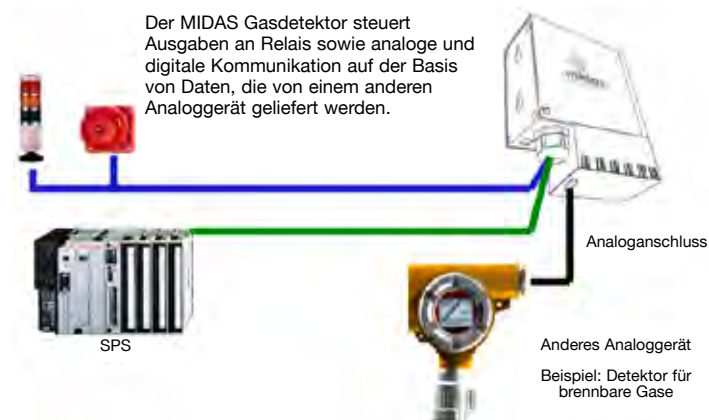 Der MIDAS Gasdetektor steuert
Ausgaben an Relais sowie analoge und
digitale Kommunikation auf der Basis
von Daten, die von einem anderen
Analoggerät geliefert werden.
Analoganschluss
SPS
Anderes Analoggerät
Beispiel: Detektor für
brennbare Gase